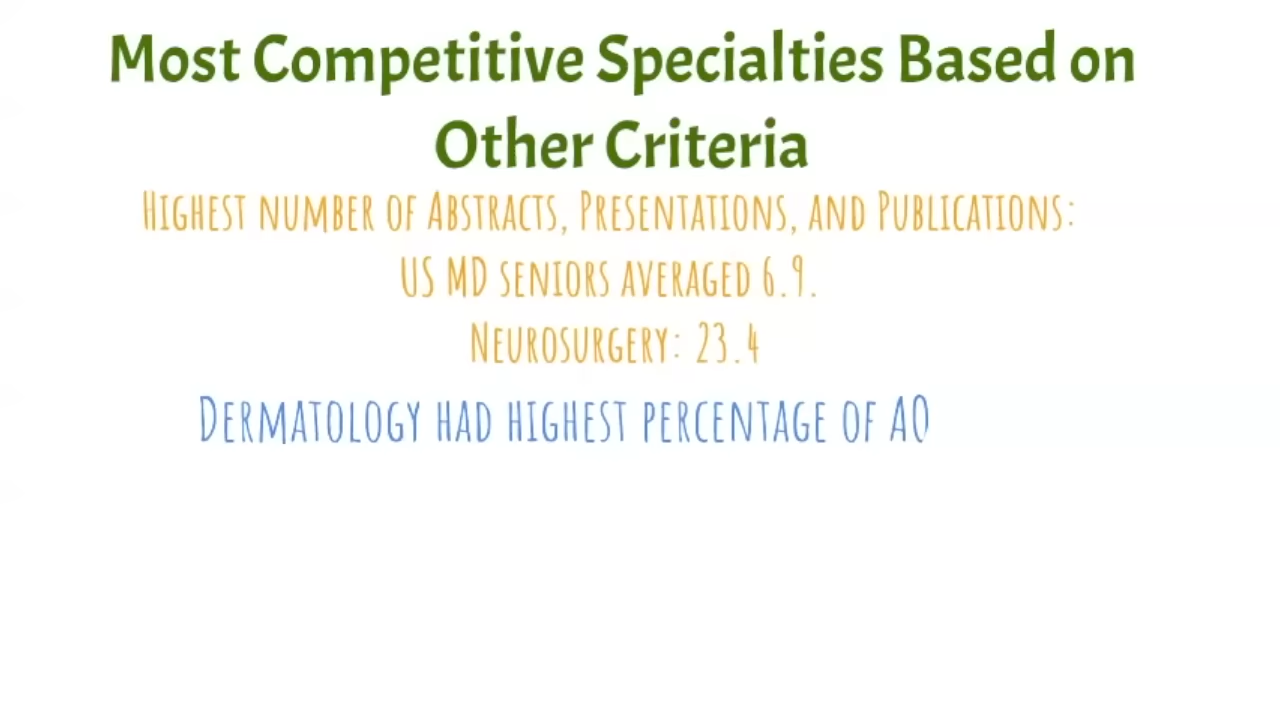 Most Competitive Specialties Based on
Other Criteria
Highest number of Abstracts, Presentations, and Publications:
US MD seniors averaged 6.9.
Neurosurgery: 23.4
Dermatology had highest percentage of AO